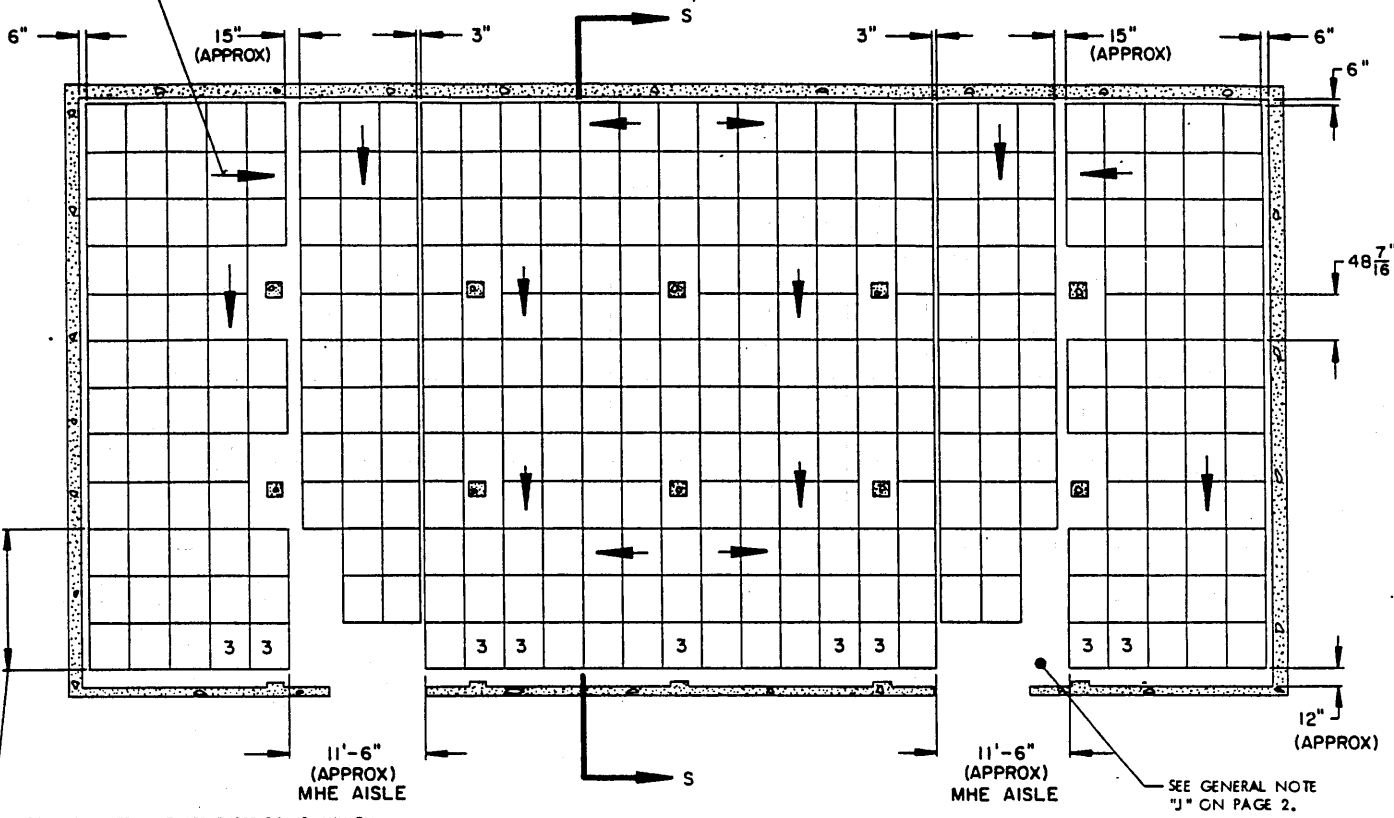 S
6" 15" 3" 3" 15" 6"
(APPROX) (APPROX)
6"
48 7/16"
3 3 3 3 3 3 3 3 3
12"
(APPROX)
11'-6" 11'-6"
(APPROX) (APPROX)
MHE AISLE MHE AISLE
S
SEE GENERAL NOTE
"J" ON PAGE 2.